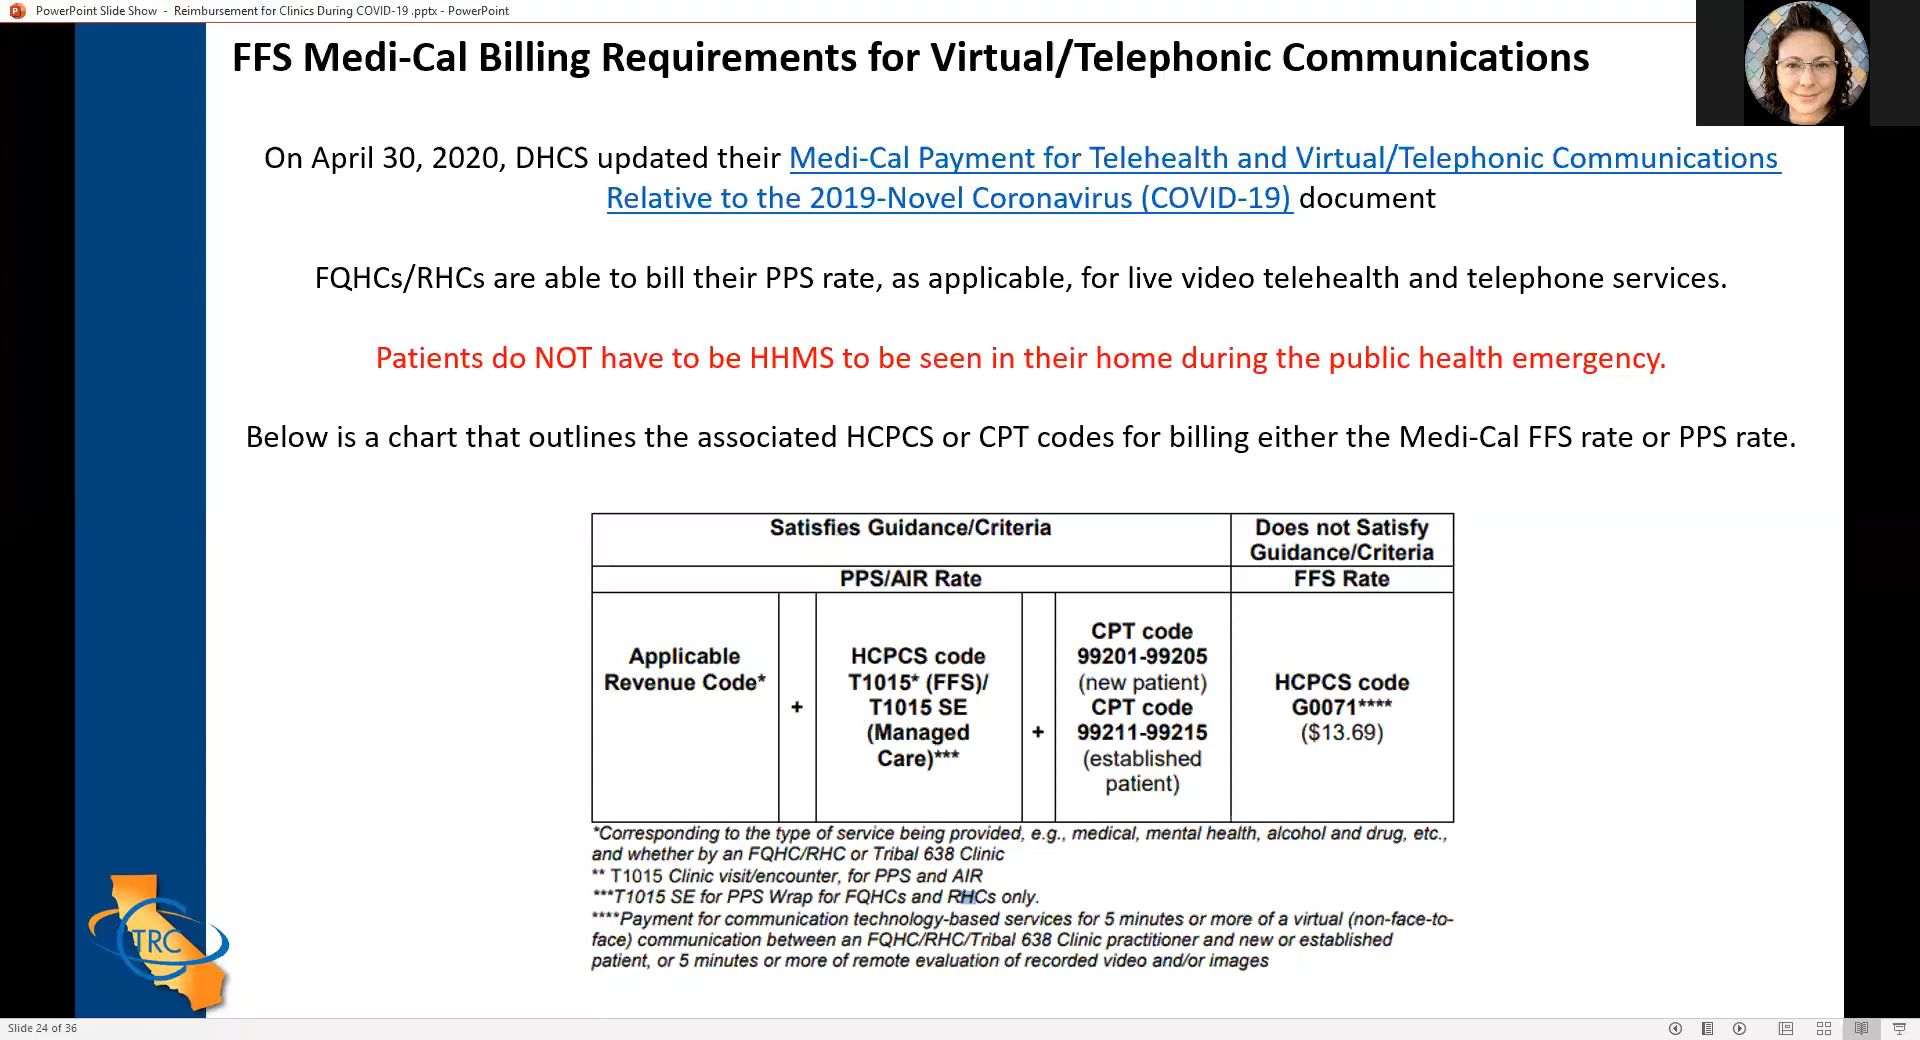 PowerPoint Slide Show - Reimbursement for Clinics During COVID-19 .pptx - PowerPoint
FFS Medi-Cal Billing Requirements for Virtual/Telephonic Communications
On April 30, 2020, DHCS updated their Medi-Cal Payment for Telehealth and Virtual/Telephonic Communications
Relative to the 2019-Novel Coronavirus (COVID-19) document
FQHCs/RHCs are able to bill their PPS rate, as applicable, for live video telehealth and telephone services.
Patients do NOT have to be HHMS to be seen in their home during the public health emergency.
Below is a chart that outlines the associated HCPCS or CPT codes for billing either the Medi-Cal FFS rate or PPS rate.
Satisfies Guidance/Criteria
Does not Satisfy
Guidance/Criteria
PPS/AIR Rate
FFS Rate
Applicable
Revenue Code*
+
HCPCS code
T1015* (FFS)/
T1015 SE
(Managed
Care)***
+
CPT code
99201-99205
(new patient)
CPT code
99211-99215
(established
patient)
HCPCS code
G0071****
($13.69)
*Corresponding to the type of service being provided, e.g., medical, mental health, alcohol and drug, etc.,
and whether by an FQHC/RHC or Tribal 638 Clinic
** T1015 Clinic visit/encounter, for PPS and AIR
***T1015 SE for PPS Wrap for FQHCs and RHCs only.
****Payment for communication technology-based services for 5 minutes or more of a virtual (non-face-to-
face) communication between an FQHC/RHC/Tribal 638 Clinic practitioner and new or established
patient, or 5 minutes or more of remote evaluation of recorded video and/or images
TRC
Slide 24 of 36